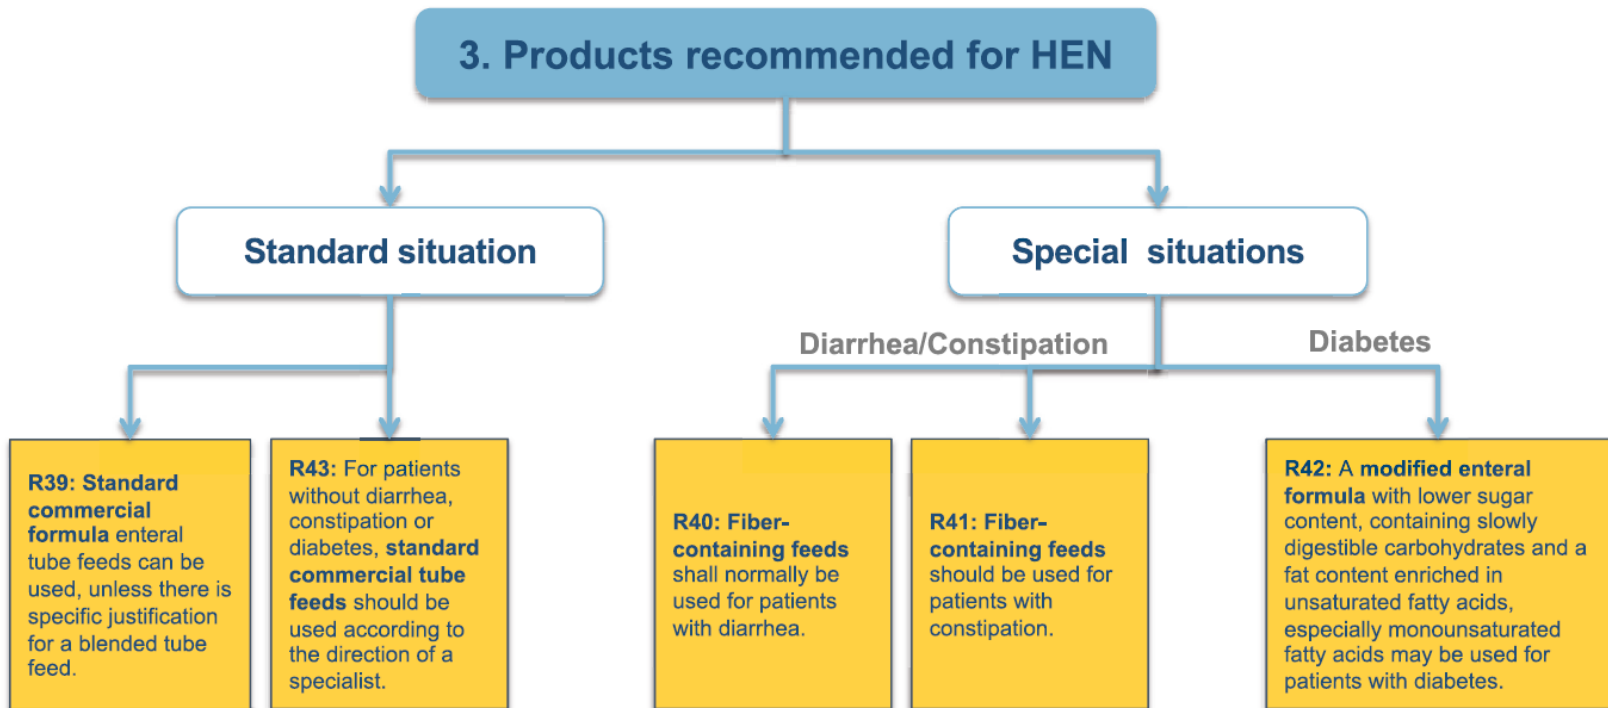 3. Products recommended for HEN
Standard situation
Special situations
Diarrhea/Constipation
Diabetes
R39: Standard
commercial
formula enteral
tube feeds can be
used, unless there is
specific justification
for a blended tube
feed.
R43: For patients
without diarrhea,
constipation or
diabetes, standard
commercial tube
feeds should be
used according to
the direction of a
specialist.
R40: Fiber-
containing feeds
shall normally be
used for patients
with diarrhea.
R41: Fiber-
containing feeds
should be used for
patients with
constipation.
R42: A modified enteral
formula with lower sugar
content, containing slowly
digestible carbohydrates and a
fat content enriched in
unsaturated fatty acids,
especially monounsaturated
fatty acids may be used for
patients with diabetes.